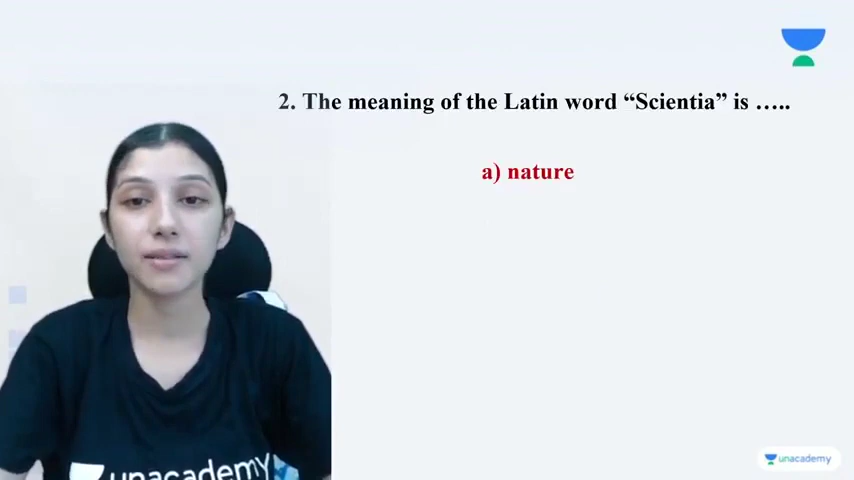 2. The meaning of the Latin word “Scientia” is …..
a) nature
unacademy
unacademy